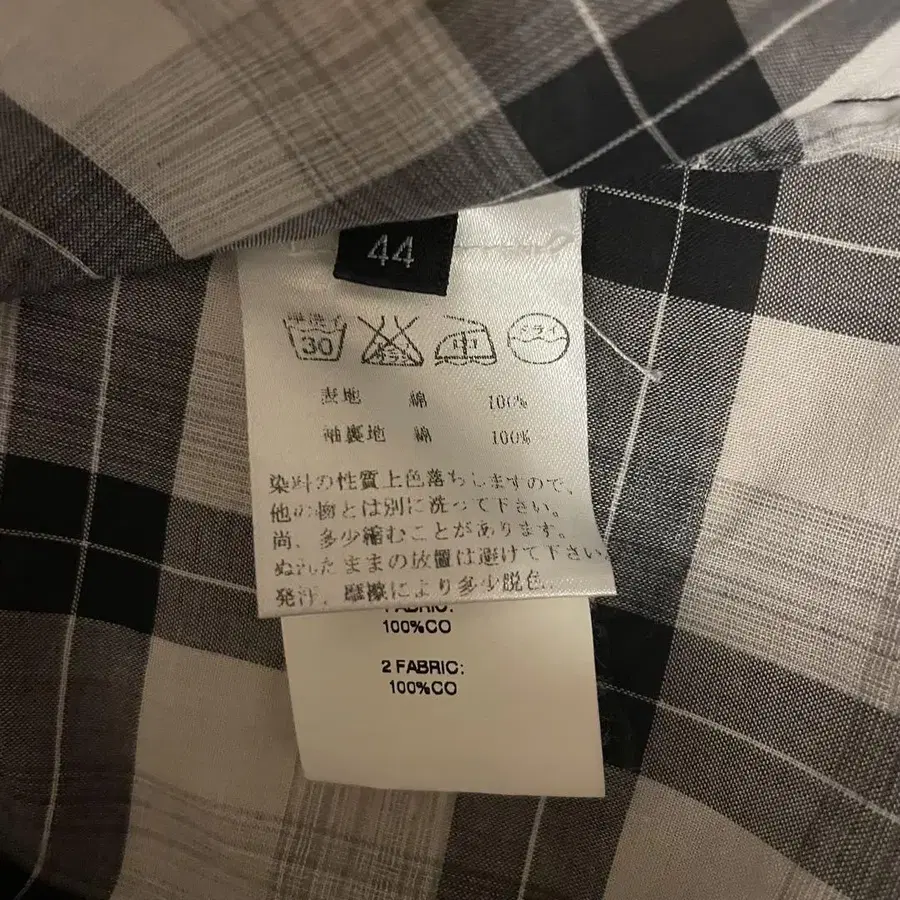 44
30
ドライ
表地 綿 100%
袖裏地 綿 100%
染料の性質上色落ちしますので、
他の物とは別に洗って下さい。
尚、多少縮むことがあります。
ぬれたままの放置は避けて下さい
発汗、摩擦により多少脱色
FABRIC:
100%CO
2 FABRIC:
100%CO